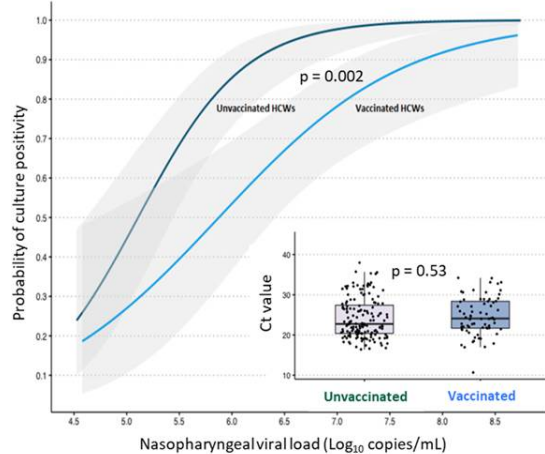 1.0
0.9
0.8
0.7
0.6
0.5
0.4
0.3
0.2
0.1
Probability of culture positivity
p = 0.002
Unvaccinated HCWs
Vaccinated HCWs
40
30
20
10
Ct value
p = 0.53
Unvaccinated
Vaccinated
4.5 5.0 5.5 6.0 6.5 7.0 7.5 8.0 8.5
Nasopharyngeal viral load (Log₁₀ copies/mL)